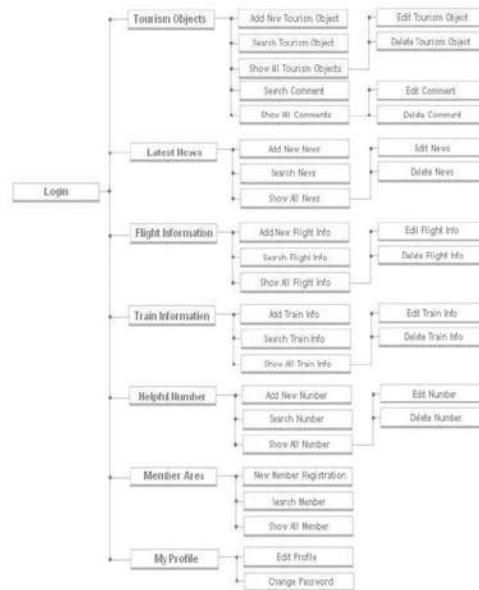 Tourism Objects
Add New Tourism Object
Edit Tourism Object
Search Tourism Object
Delete Tourism Object
Show All Tourism Objects
Search Comment
Edit Comment
Show All Comments
Delete Comment
Latest News
Add New News
Edit News
Search News
Delete News
Show All News
Login
Flight Information
Add New Flight Info
Edit Flight Info
Search Flight Info
Delete Flight Info
Show All Flight Info
Train Information
Add Train Info
Edit Train Info
Search Train Info
Delete Train Info
Show All Train Info
Helpful Number
Add New Number
Edit Number
Search Number
Delete Number
Show All Number
Member Area
New Member Registration
Search Member
Show All Member
My Profile
Edit Profile
Change Password